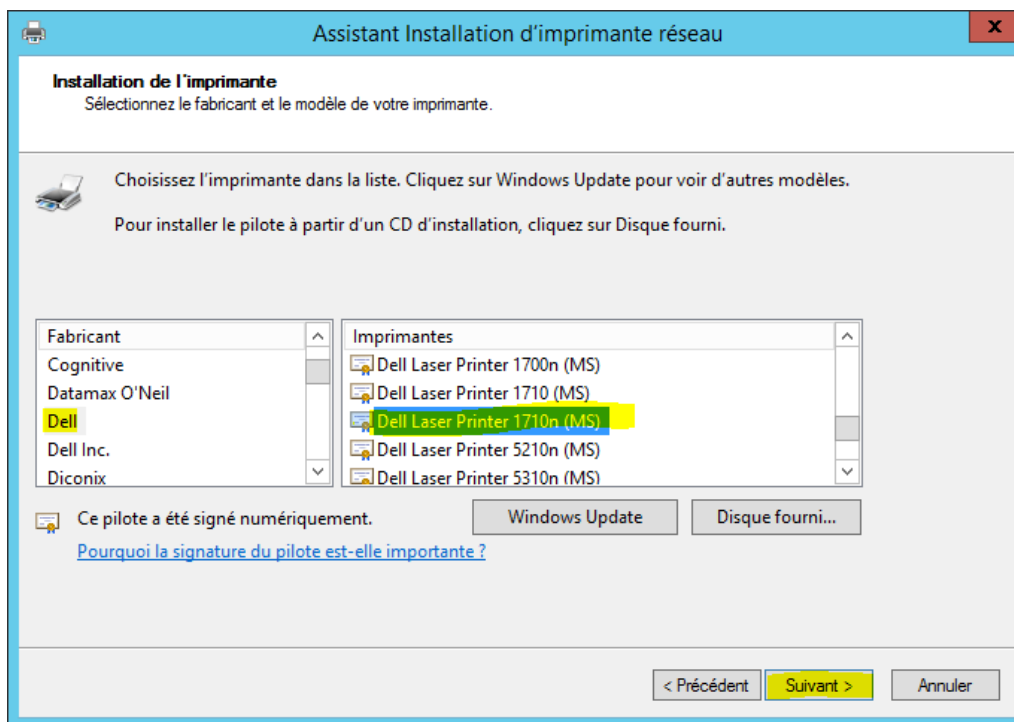 Assistant Installation d'imprimante réseau
x
Installation de l'imprimante
Sélectionnez le fabricant et le modèle de votre imprimante.
Choisissez l'imprimante dans la liste. Cliquez sur Windows Update pour voir d'autres modèles.
Pour installer le pilote à partir d'un CD d'installation, cliquez sur Disque fourni.
Fabricant
Cognitive
Datamax O'Neil
Dell
Dell Inc.
Diconix
Imprimantes
Dell Laser Printer 1700n (MS)
Dell Laser Printer 1710 (MS)
Dell Laser Printer 1710n (MS)
Dell Laser Printer 5210n (MS)
Dell Laser Printer 5310n (MS)
Ce pilote a été signé numériquement.
Pourquoi la signature du pilote est-elle importante ?
Windows Update
Disque fourni...
< Précédent
Suivant >
Annuler